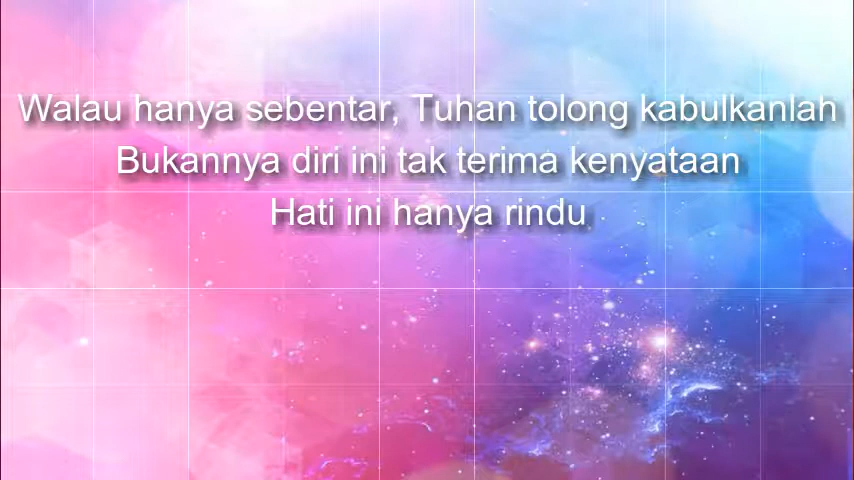 Walau hanya sebentar, Tuhan tolong kabulkanlah
Bukannya diri ini tak terima kenyataan
Hati ini hanya rindu